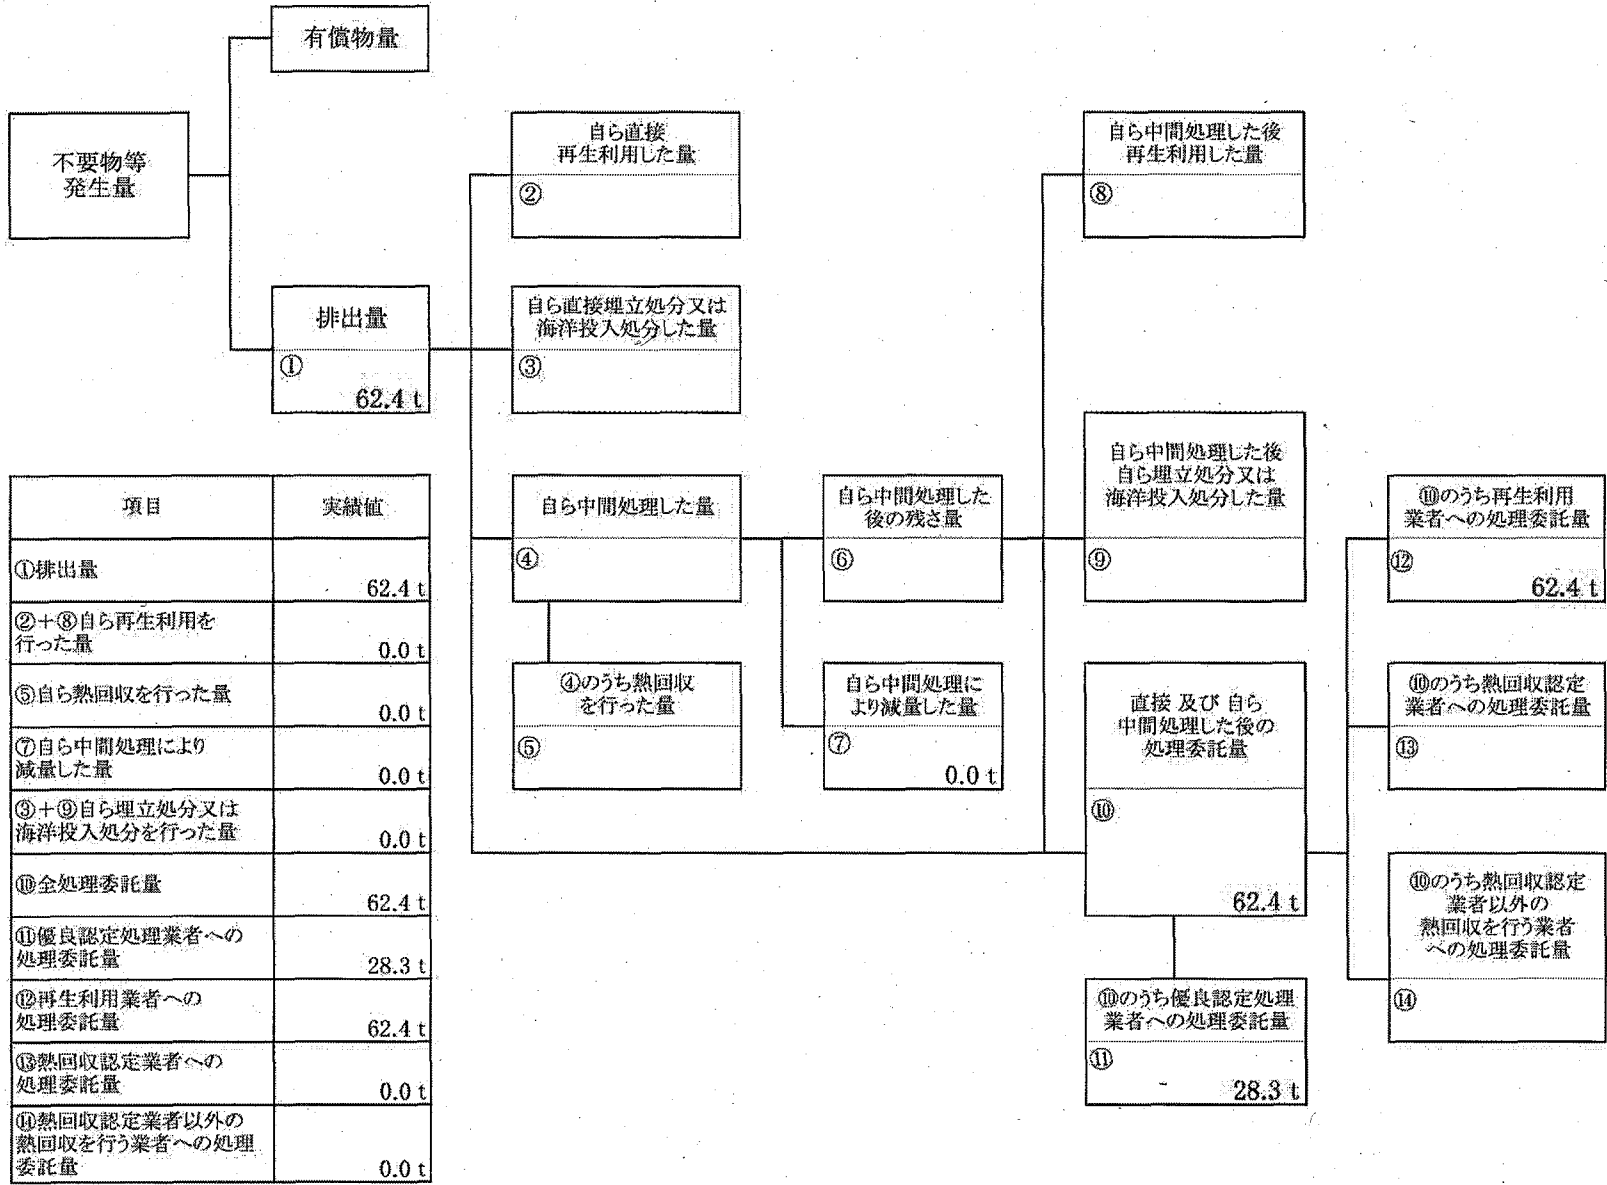 有償物量
不要物等
発生量
排出量
①
62.4 t
自ら直接
再生利用した量
②
自ら直接埋立処分又は
海洋投入処分した量
③
自ら中間処理した量
④
④のうち熱回収
を行った量
⑤
自ら中間処理した
後の残さ量
⑥
自ら中間処理に
より減量した量
⑦
0.0 t
自ら中間処理した後
再生利用した量
⑧
自ら中間処理した後
自ら埋立処分又は
海洋投入処分した量
⑨
直接 及び 自ら
中間処理した後の
処理委託量
⑩
62.4 t
⑩のうち優良認定処理
業者への処理委託量
⑪
28.3 t
⑩のうち再生利用
業者への処理委託量
⑫
62.4 t
⑩のうち熱回収認定
業者への処理委託量
⑬
⑩のうち熱回収認定
業者以外の
熱回収を行う業者
への処理委託量
⑭
項目 実績値
①排出量
62.4 t
②+⑧自ら再生利用を
行った量
0.0 t
⑤自ら熱回収を行った量
0.0 t
⑦自ら中間処理により
減量した量
0.0 t
③+⑨自ら埋立処分又は
海洋投入処分を行った量
0.0 t
⑩全処理委託量
62.4 t
⑪優良認定処理業者への
処理委託量
28.3 t
⑫再生利用業者への
処理委託量
62.4 t
⑬熱回収認定業者への
処理委託量
0.0 t
⑭熱回収認定業者以外の
熱回収を行う業者への処理
委託量
0.0 t